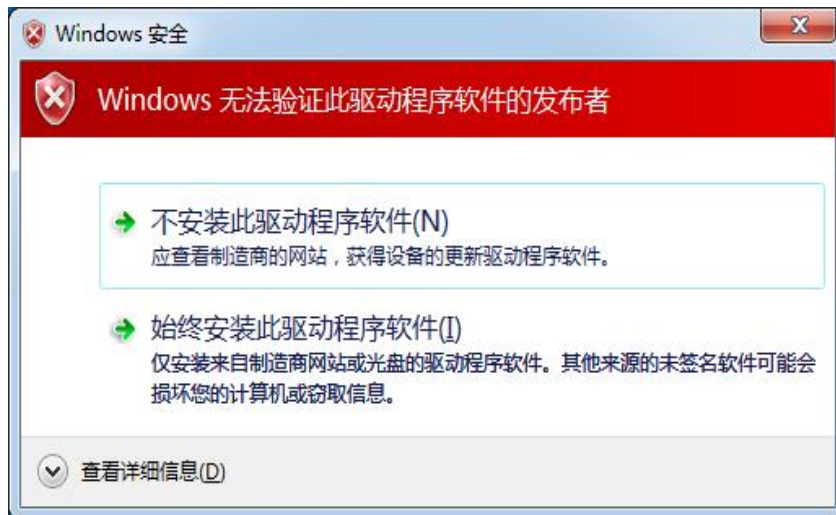 Windows 安全
Windows 无法验证此驱动程序软件的发布者
不安装此驱动程序软件(N)
应查看制造商的网站，获得设备的更新驱动程序软件。
始终安装此驱动程序软件(I)
仅安装来自制造商网站或光盘的驱动程序软件。其他来源的未签名软件可能会
损坏您的计算机或窃取信息。
查看详细信息(D)